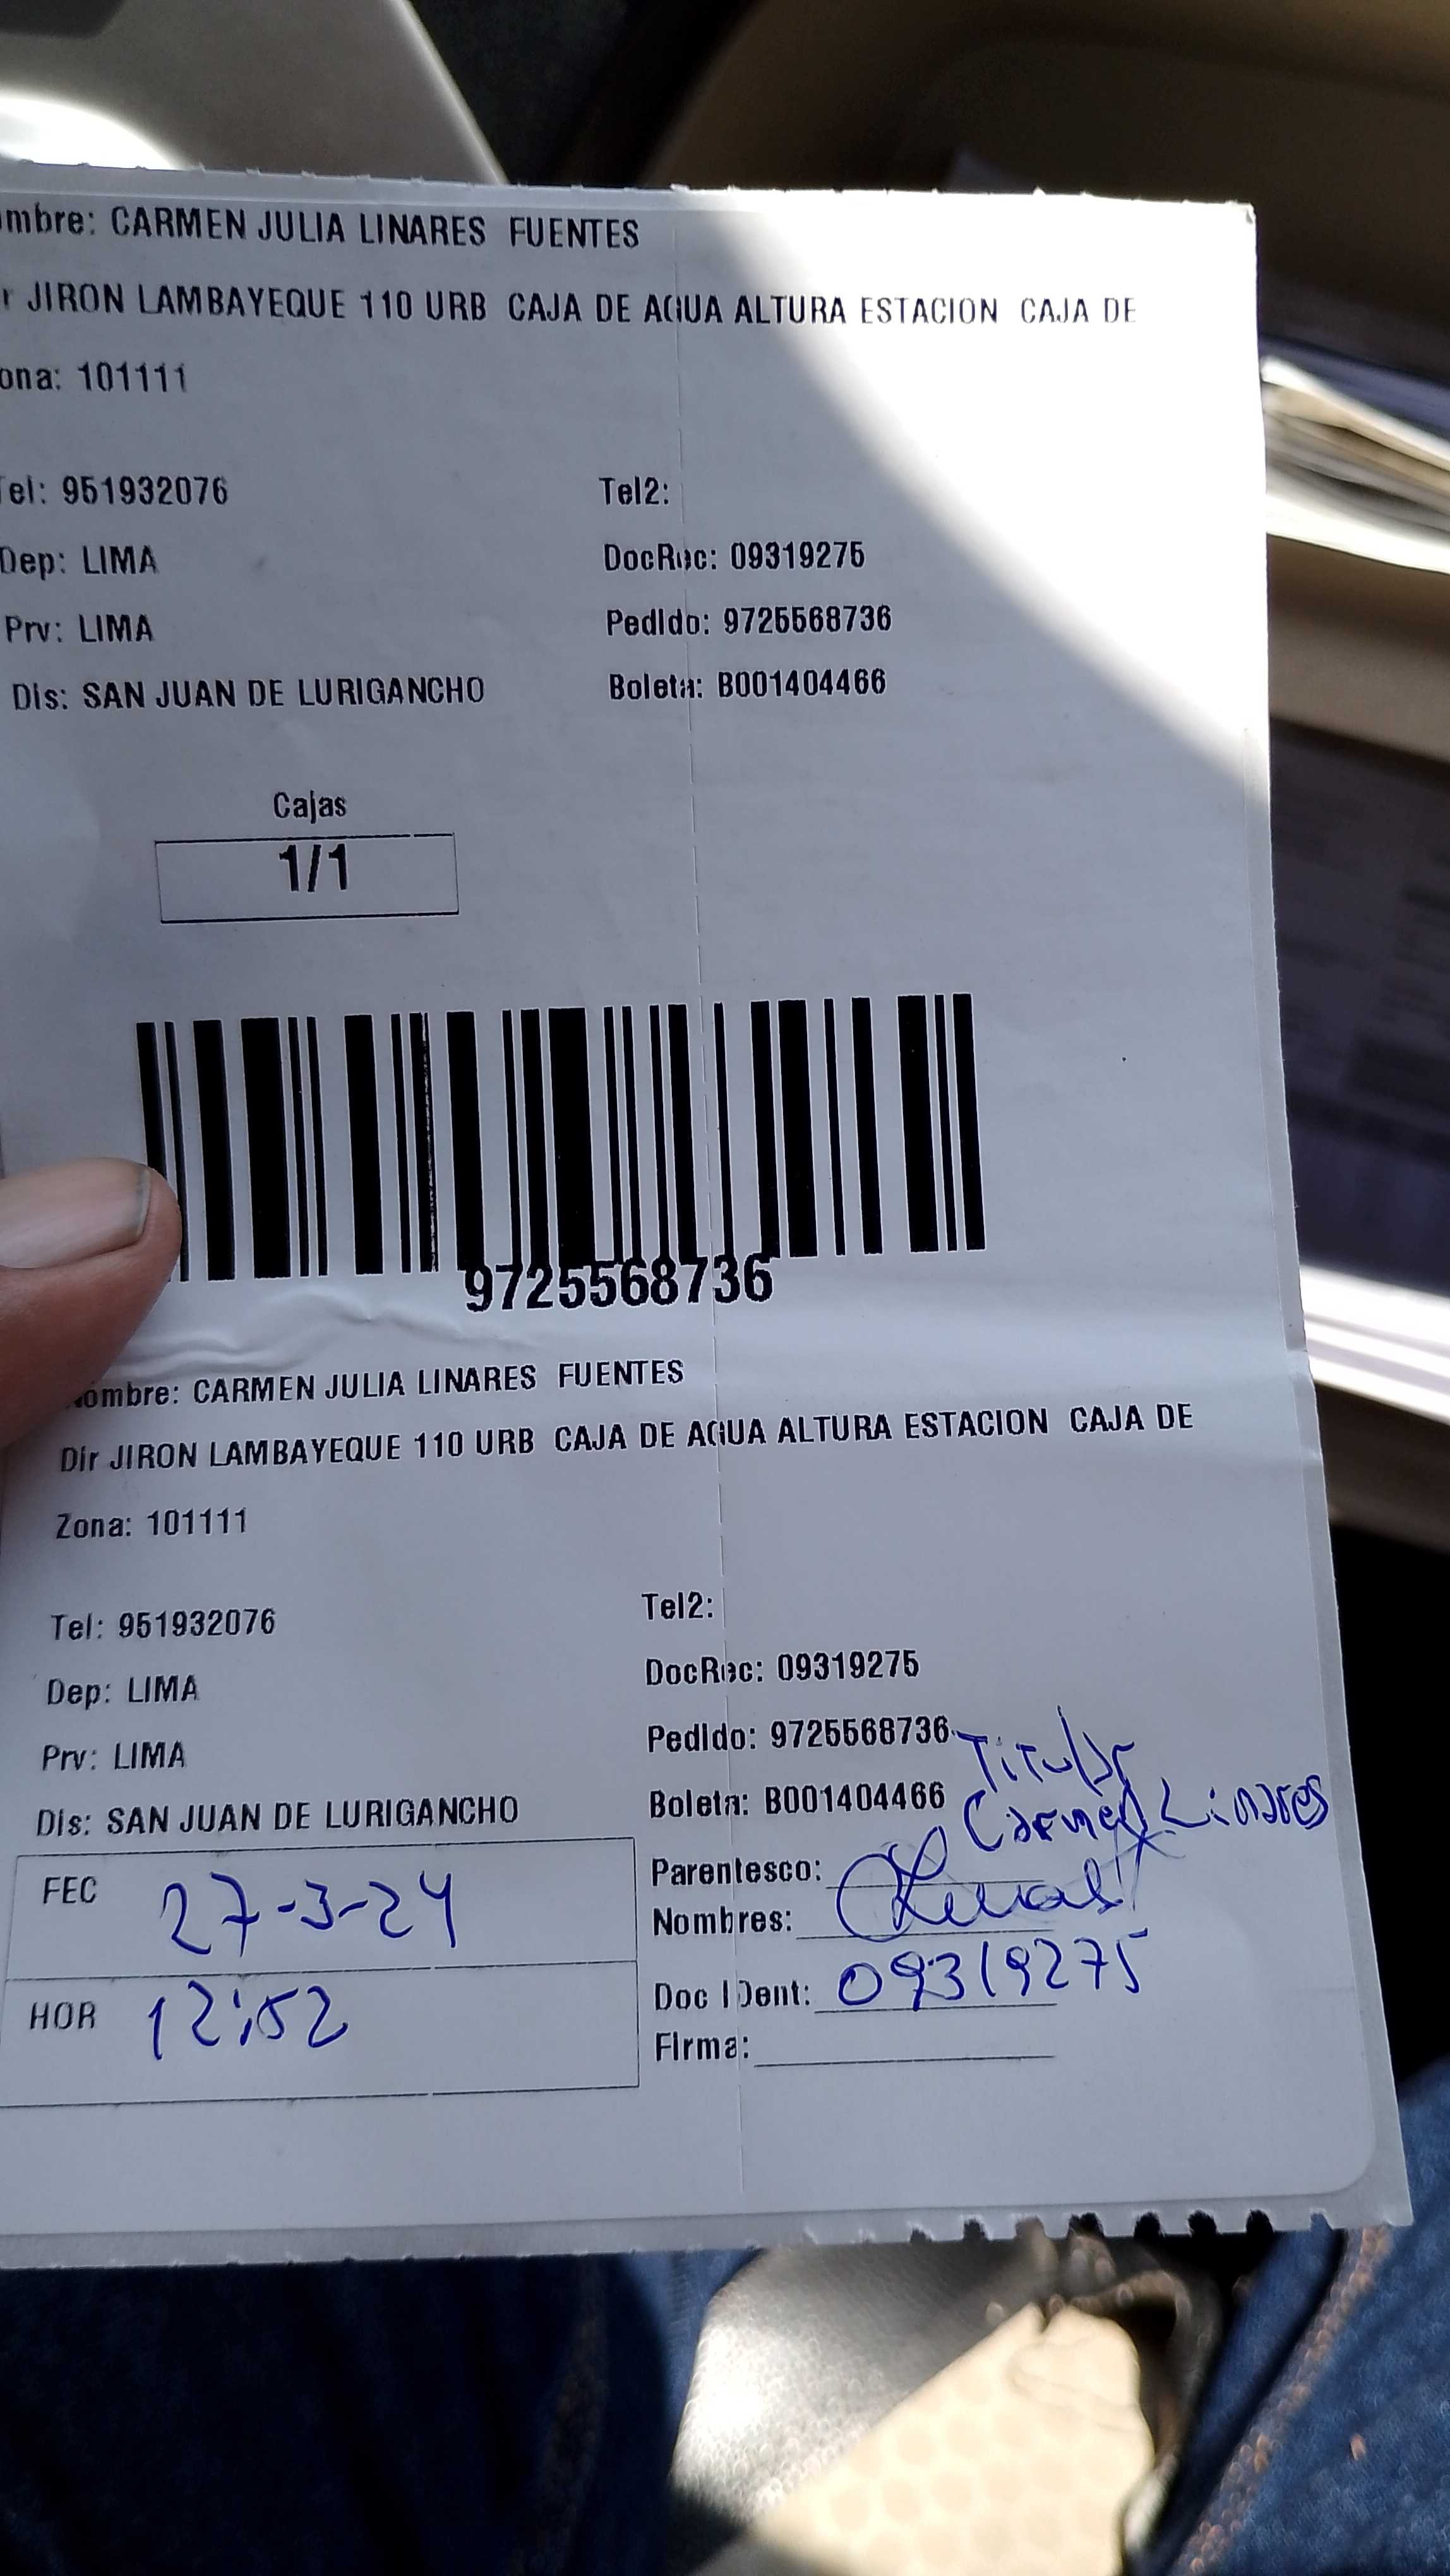 mbre: CARMEN JULIA LINARES FUENTES
r JIRON LAMBAYEQUE 110 URB CAJA DE AGUA ALTURA ESTACION CAJA DE
ona: 101111
Tel: 951932076 Tel2:
Dep: LIMA DocRec: 09319275
Prv: LIMA PedIdo: 9725568736
DIs: SAN JUAN DE LURIGANCHO Boleta: B001404466
Cajas
1/1
9725568736
Nombre: CARMEN JULIA LINARES FUENTES
DIr JIRON LAMBAYEQUE 110 URB CAJA DE AGUA ALTURA ESTACION CAJA DE
Zona: 101111
Tel: 951932076 Tel2:
Dep: LIMA DocRec: 09319275
Prv: LIMA PedIdo: 9725568736 Titular
DIs: SAN JUAN DE LURIGANCHO Boleta: B001404466 Carmen Linares
FEC 27-3-24 Parentesco:
Nombres:
HOR 12:52 Doc IDent: 09319275
FIrma: